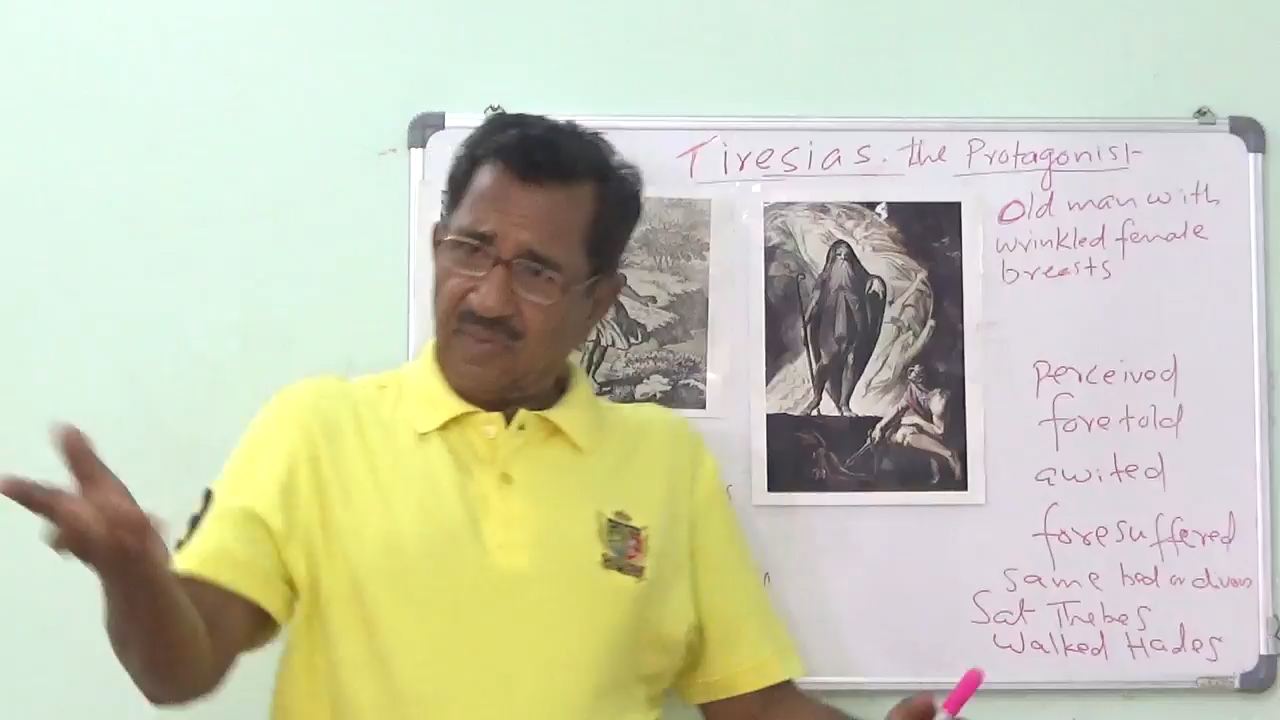 Tiresias. the Protagonist
Old man with
wrinkled female
breasts
perceived
foretold
awited
foresuffered
same bed or divan
Sat Thebes
Walked Hades